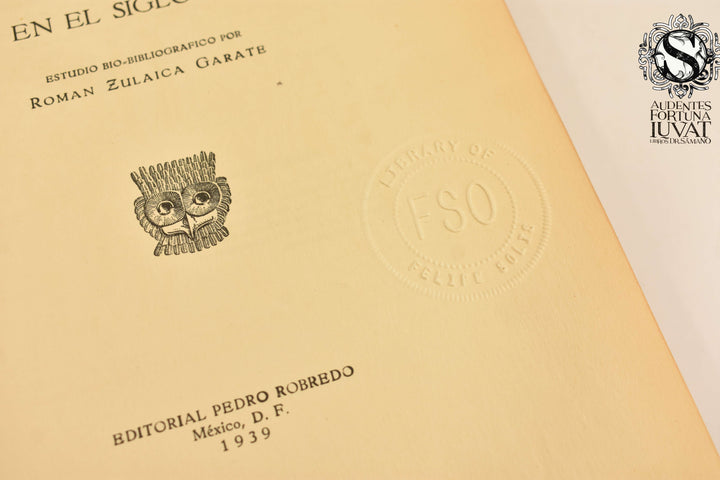 EN EL SIGLO
ESTUDIO BIO-BIBLIOGRAFICO POR
ROMAN ZULAICA GARATE
LIBRARY OF
FSO
FELIPE SOLIS
EDITORIAL PEDRO ROBREDO
México, D. F.
1939
S
AUDENTES
FORTUNA
IUVAT
LIBROS DR. SÁMANO